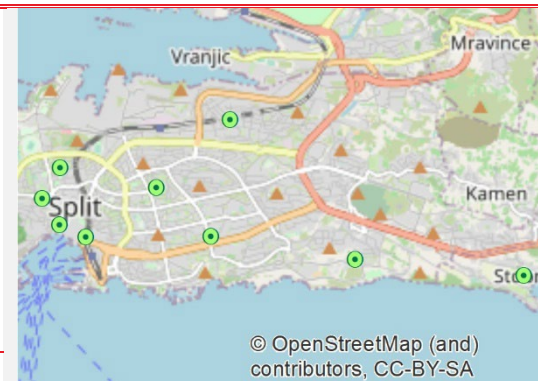 Vranjic
Mravince
Kamen
Split
© OpenStreetMap (and)
contributors, CC-BY-SA